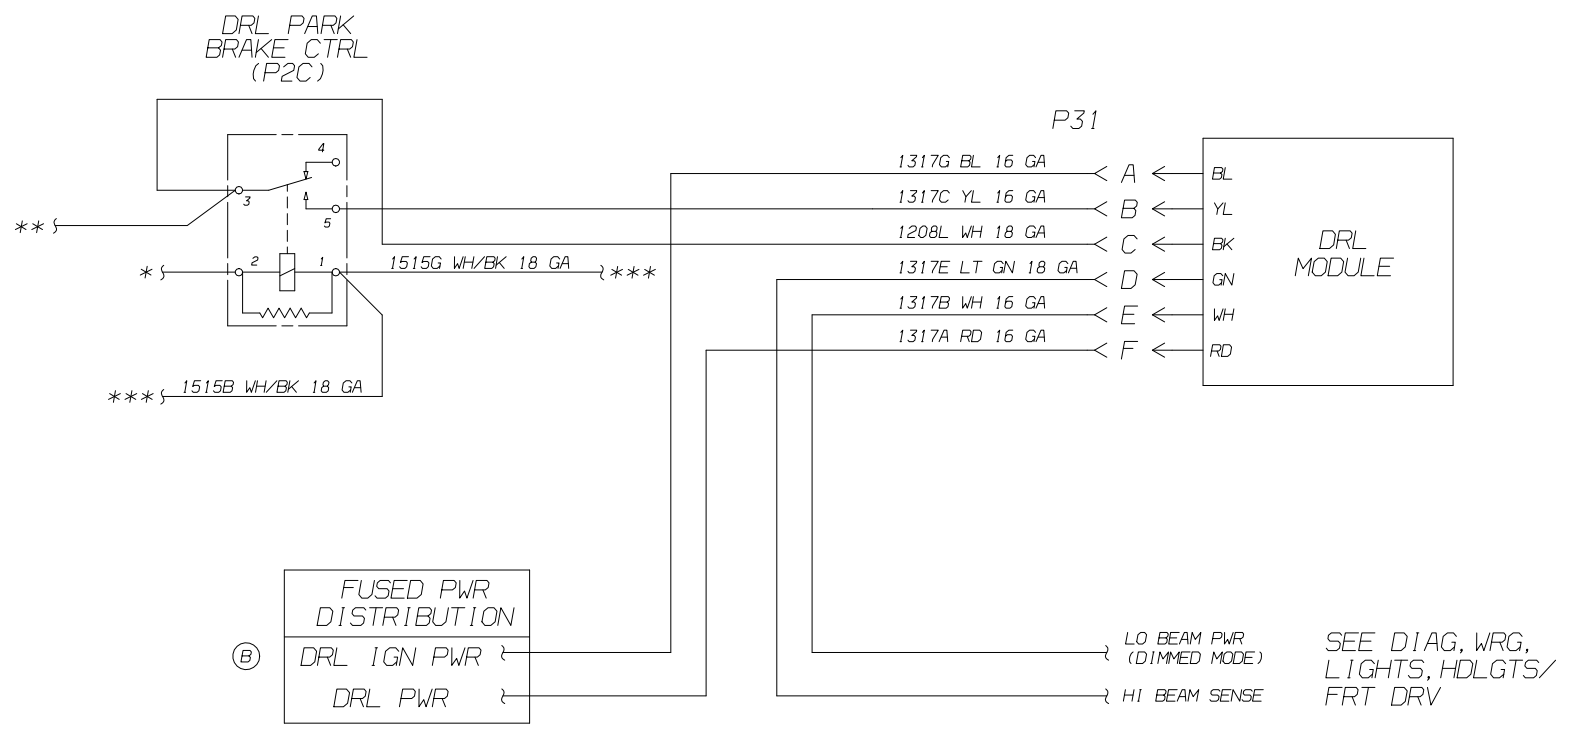 DRL PARK
BRAKE CTRL
(P2C)
4
3
5
**
*
2
1
1515G WH/BK 18 GA
***
***
1515B WH/BK 18 GA
P31
1317G BL 16 GA
A
BL
1317C YL 16 GA
B
YL
1208L WH 18 GA
C
BK
1317E LT GN 18 GA
D
GN
1317B WH 16 GA
E
WH
1317A RD 16 GA
F
RD
DRL
MODULE
FUSED PWR
DISTRIBUTION
B
DRL IGN PWR
DRL PWR
LO BEAM PWR
(DIMMED MODE)
HI BEAM SENSE
SEE DIAG, WRG,
LIGHTS, HDLGTS/
FRT DRV